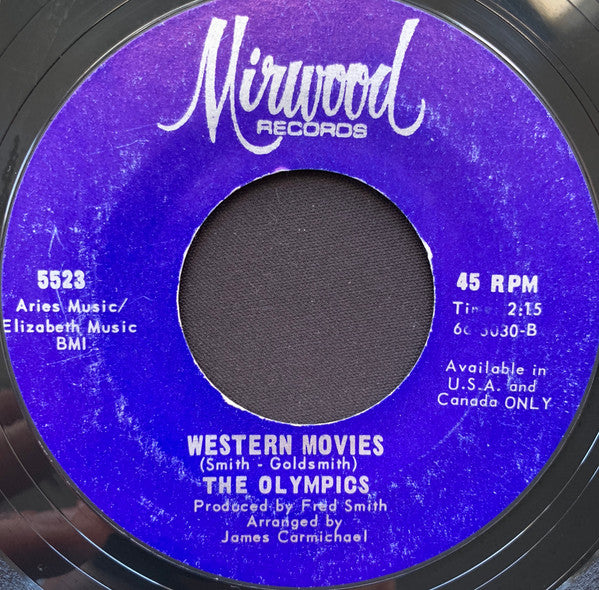 Mirwood
RECORDS
5523
Aries Music/
Elizabeth Music
BMI
45 RPM
2:15
Available in
U.S.A. and
Canada ONLY
WESTERN MOVIES
(Smith - Goldsmith)
THE OLYMPICS
Produced by Fred Smith
Arranged by
James Carmichael